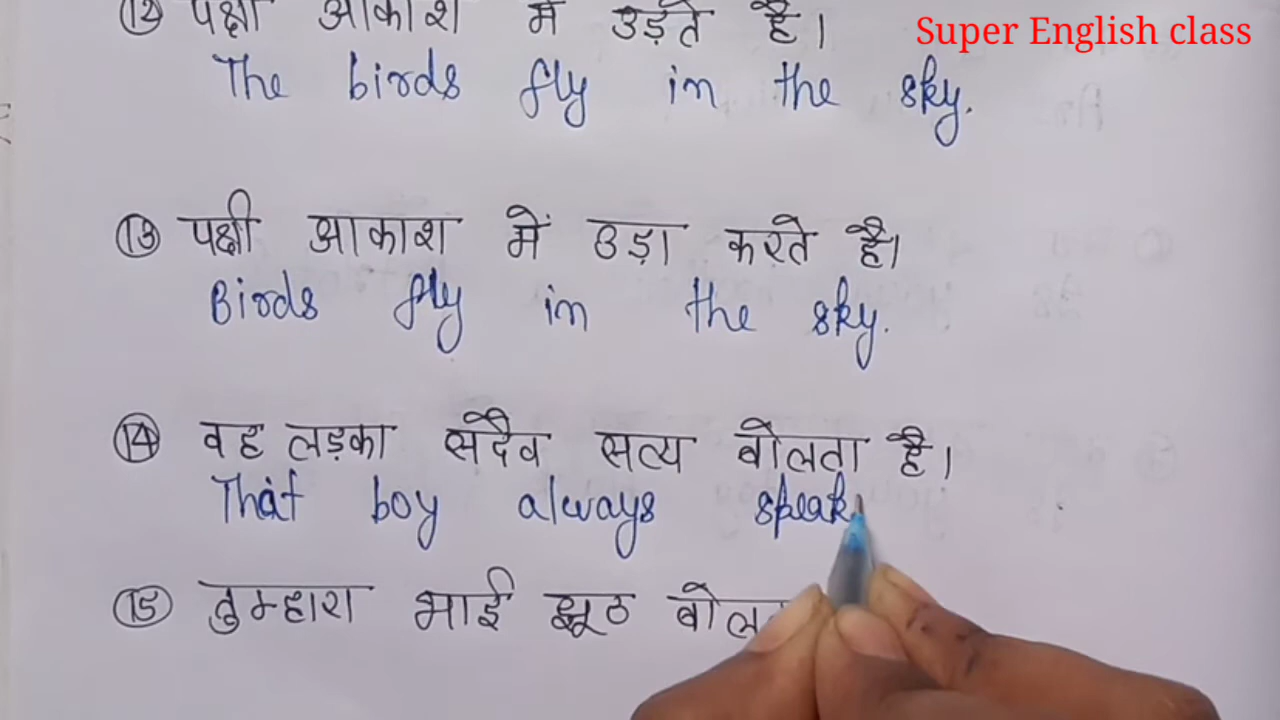 Super English class
⑫ पक्षी आकाश में उड़ते है।
The birds fly in the sky.
⑬ पक्षी आकाश में उड़ा करते है।
Birds fly in the sky.
⑭ वह लड़का सदैव सत्य बोलता है।
That boy always speak
⑮ तुम्हारा भाई झूठ